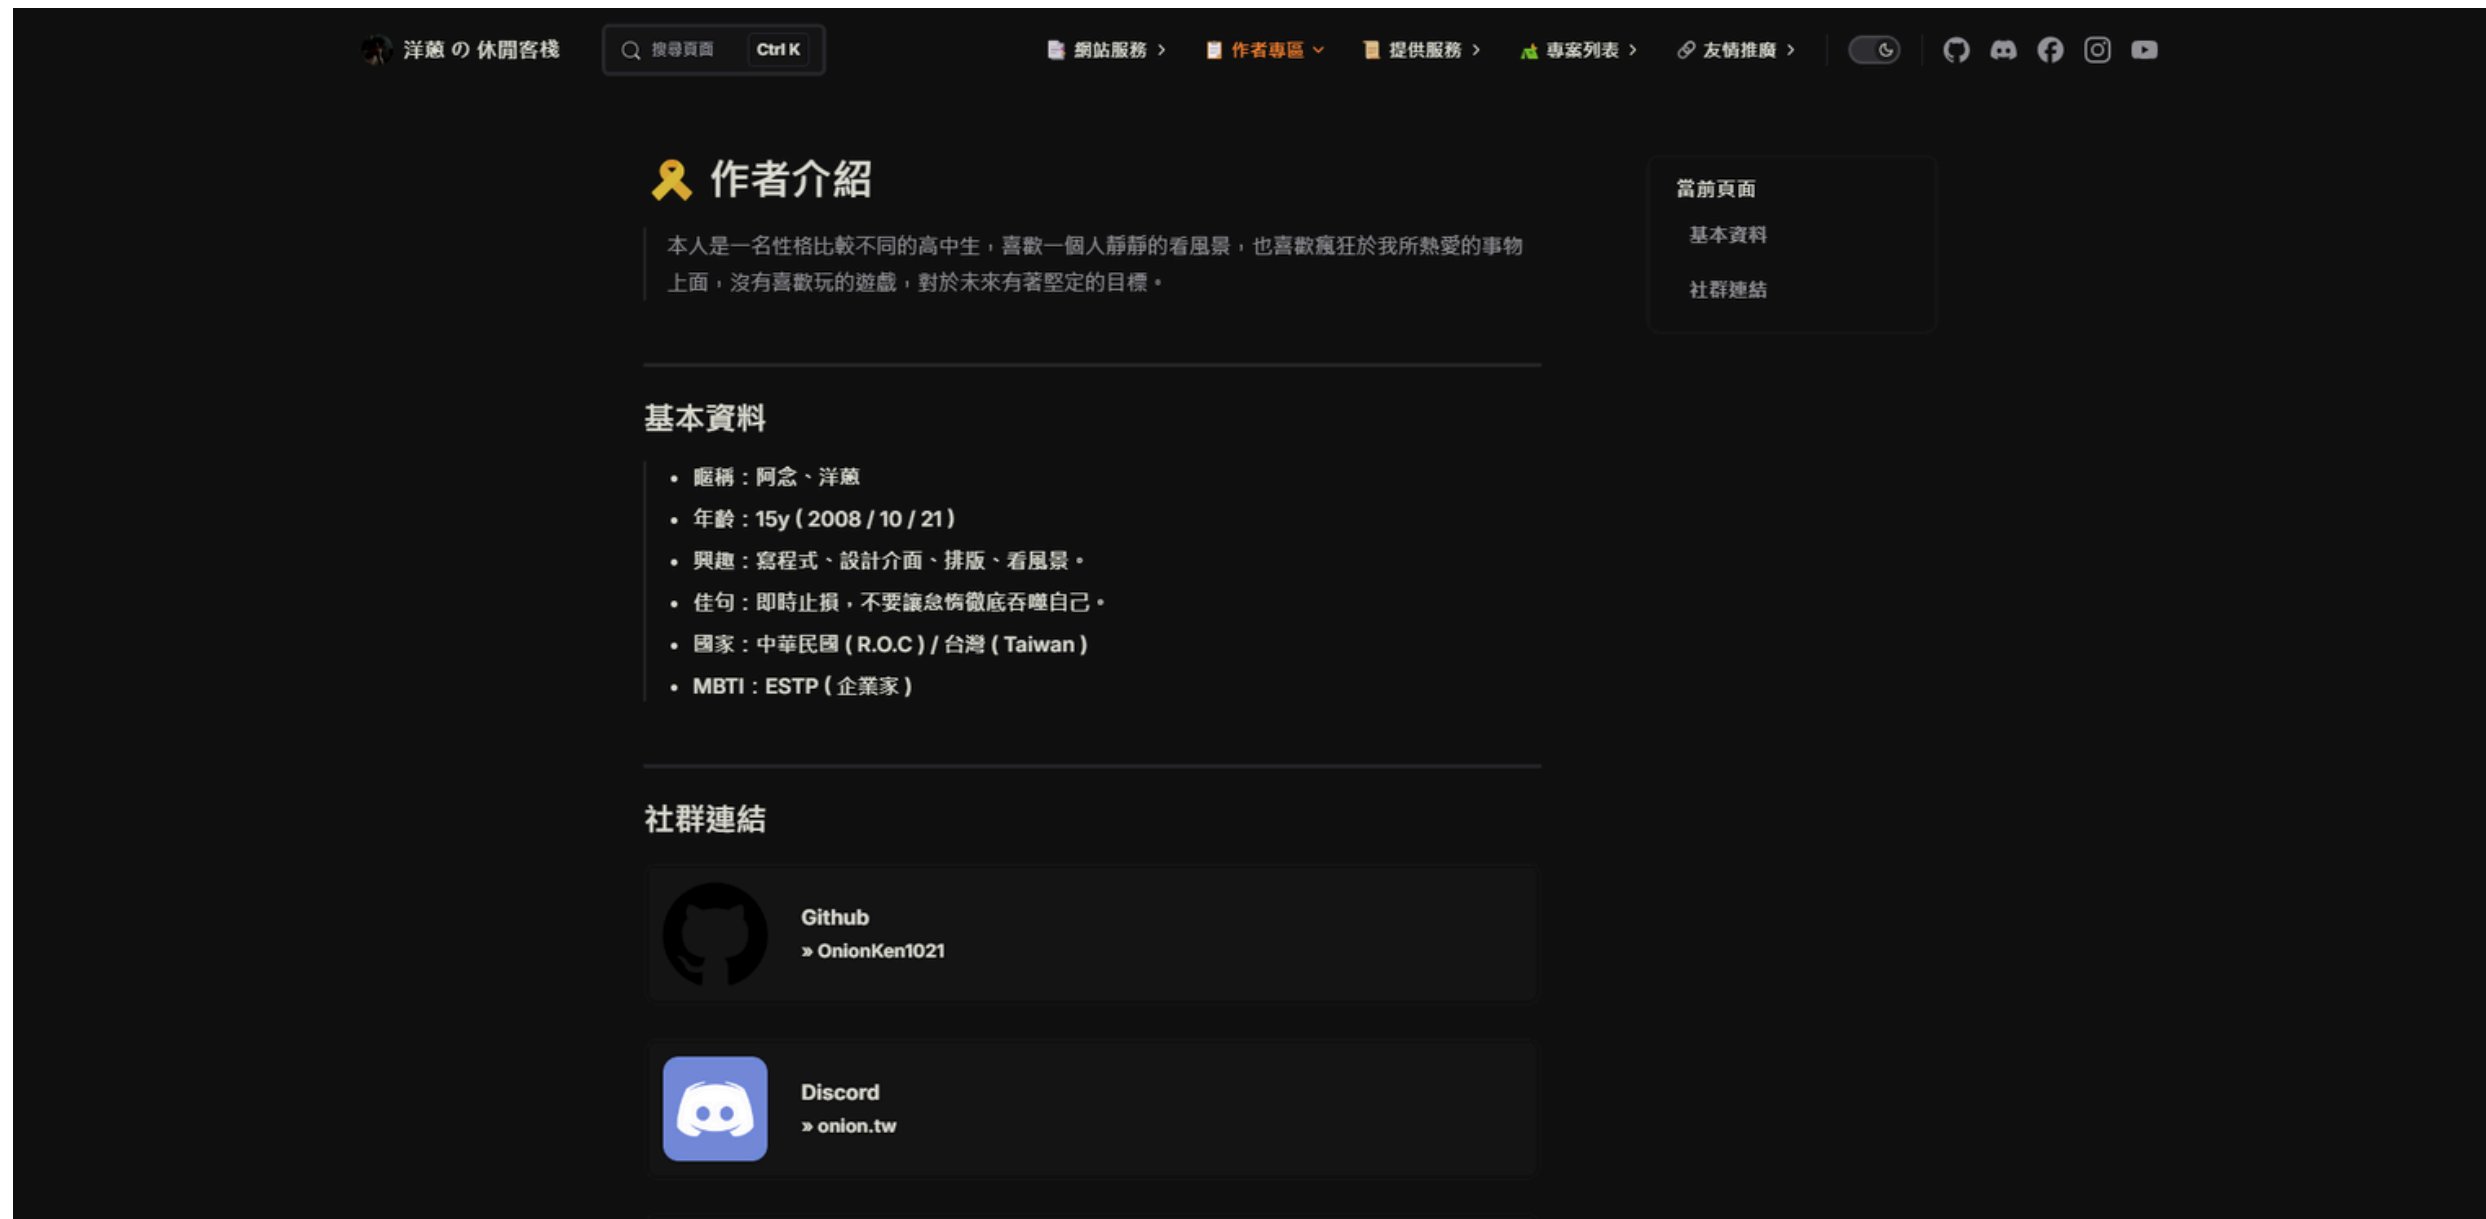 洋蔥 の 休閒客棧
搜尋頁面 Ctrl K
網站服務
作者專區
提供服務
專案列表
友情推廣
作者介紹
本人是一名性格比較不同的高中生，喜歡一個人靜靜的看風景，也喜歡瘋狂於我所熱愛的事物
上面，沒有喜歡玩的遊戲，對於未來有著堅定的目標。
當前頁面
基本資料
社群連結
基本資料
• 暱稱：阿念、洋蔥
• 年齡：15y ( 2008 / 10 / 21 )
• 興趣：寫程式、設計介面、排版、看風景。
• 佳句：即時止損，不要讓怠惰徹底吞噬自己。
• 國家：中華民國 ( R.O.C ) / 台灣 ( Taiwan )
• MBTI：ESTP ( 企業家 )
社群連結
Github
» OnionKen1021
Discord
» onion.tw